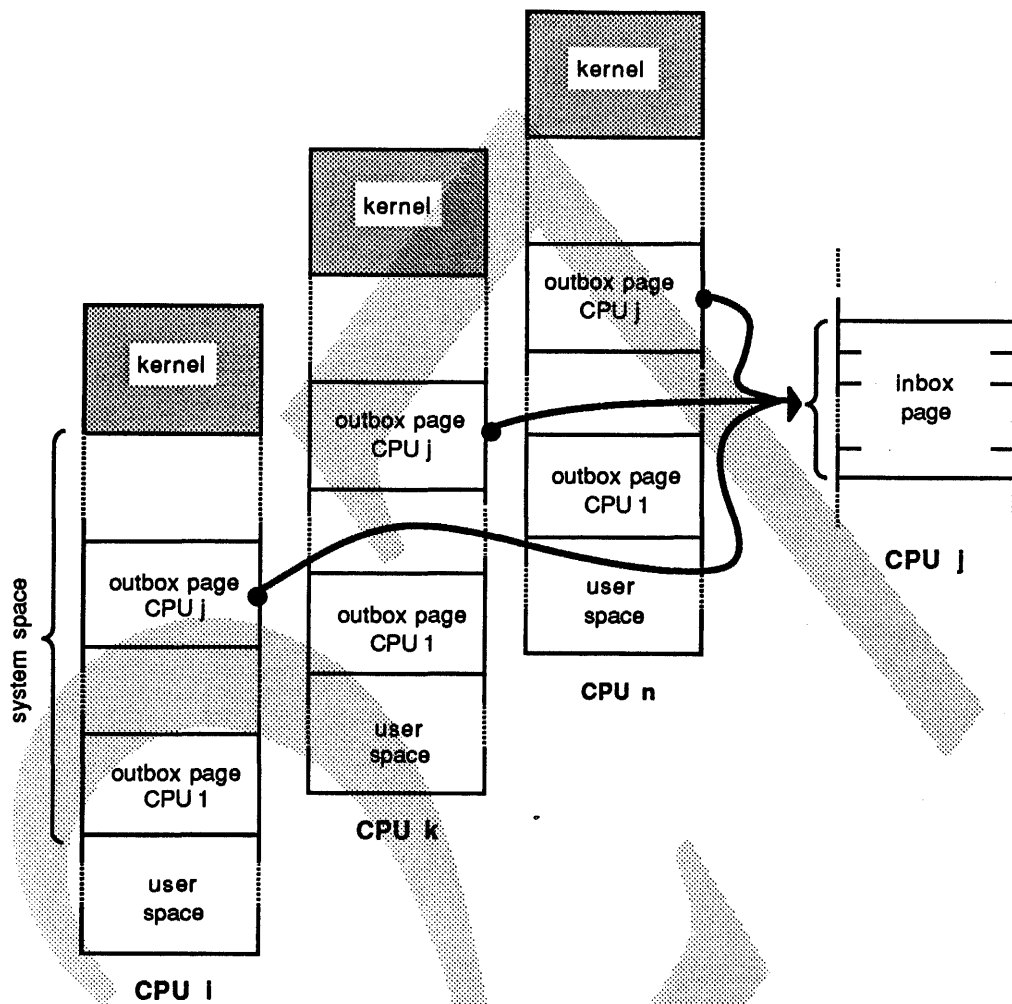 kernel
outbox page
CPU j
outbox page
CPU 1
user
space
CPU n
kernel
outbox page
CPU j
outbox page
CPU 1
user
space
CPU k
kernel
system space
outbox page
CPU j
outbox page
CPU 1
user
space
CPU i
inbox
page
CPU j